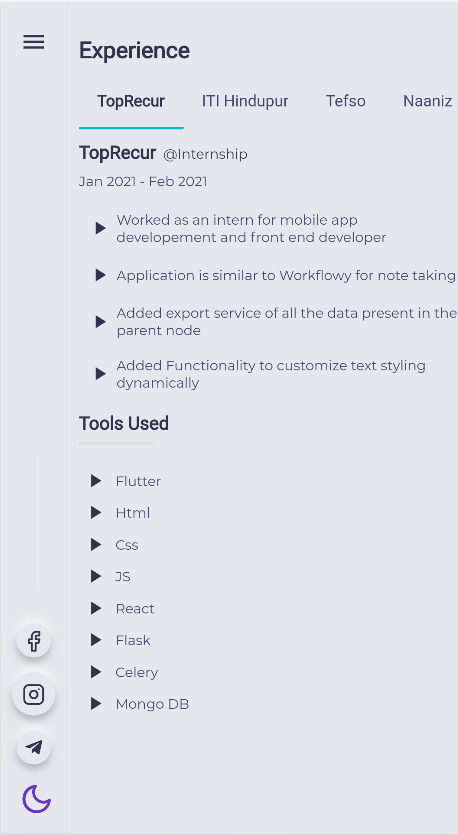 Experience
TopRecur ITI Hindupur Tefso Naaniz
TopRecur @Internship
Jan 2021 - Feb 2021
Worked as an intern for mobile app
developement and front end developer
Application is similar to Workflowy for note taking
Added export service of all the data present in the
parent node
Added Functionality to customize text styling
dynamically
Tools Used
Flutter
Html
Css
JS
React
Flask
Celery
Mongo DB